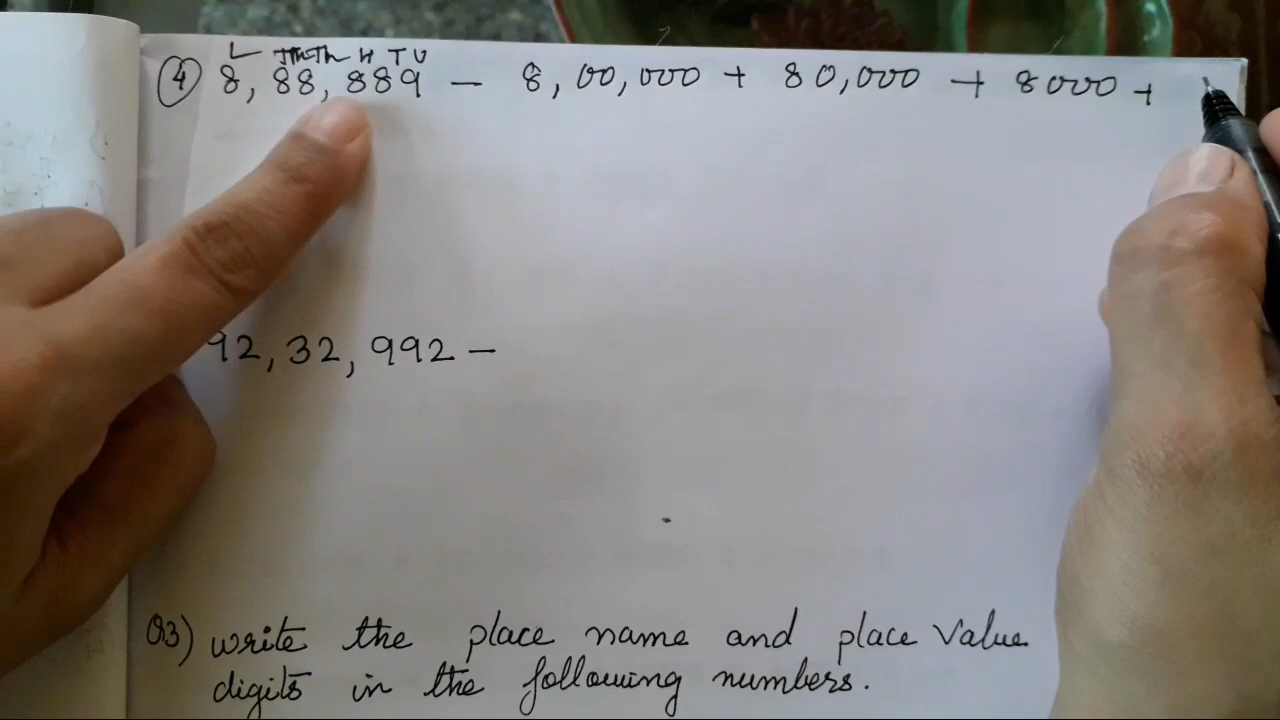 L TTh Th H T U
④ 8, 88, 889 — 8,00,000 + 80,000 + 8000 +
92, 32, 992 —
Q3) write the place name and place value
digits in the following numbers.